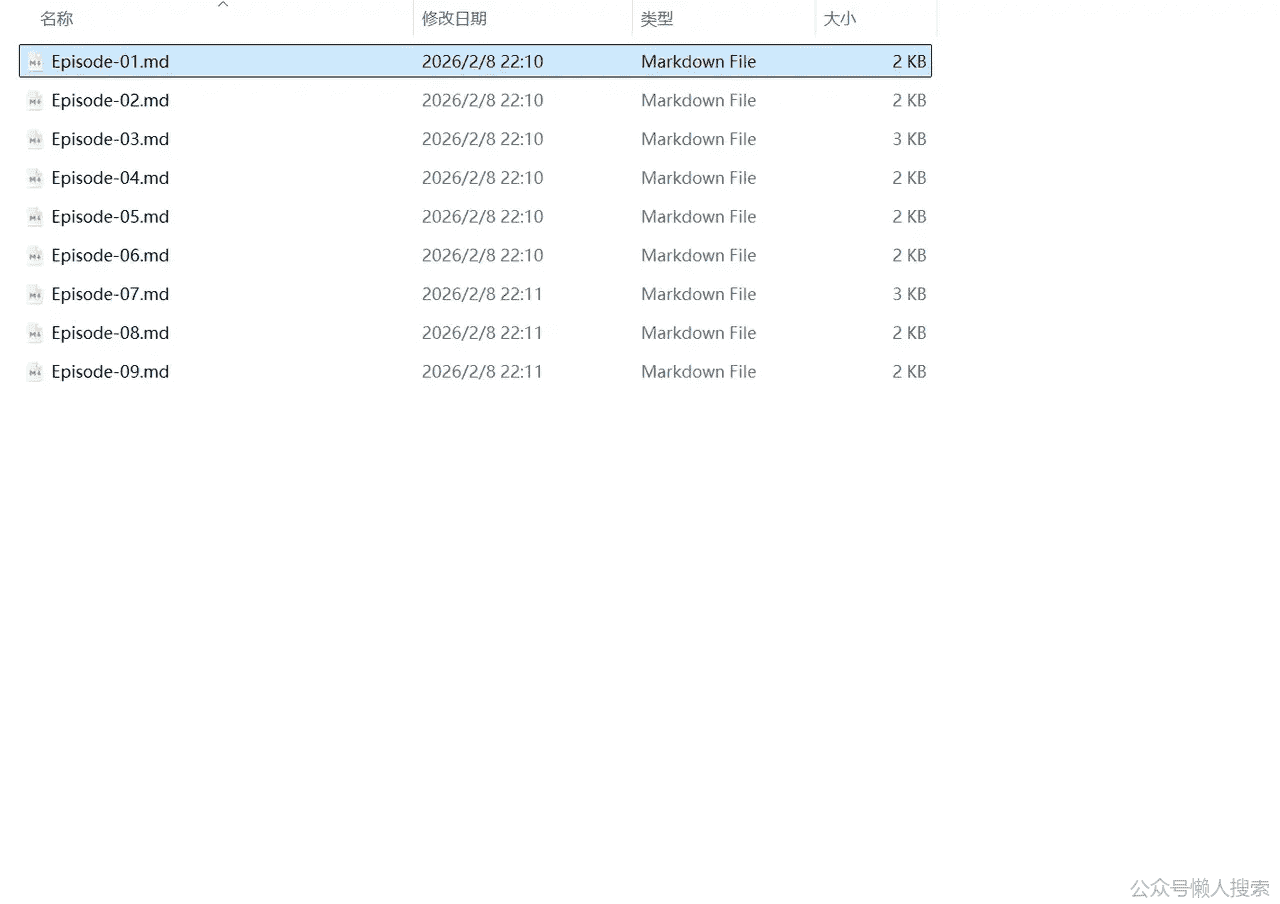 名称 修改日期 类型 大小
Episode-01.md 2026/2/8 22:10 Markdown File 2 KB
Episode-02.md 2026/2/8 22:10 Markdown File 2 KB
Episode-03.md 2026/2/8 22:10 Markdown File 3 KB
Episode-04.md 2026/2/8 22:10 Markdown File 2 KB
Episode-05.md 2026/2/8 22:10 Markdown File 2 KB
Episode-06.md 2026/2/8 22:10 Markdown File 2 KB
Episode-07.md 2026/2/8 22:11 Markdown File 3 KB
Episode-08.md 2026/2/8 22:11 Markdown File 2 KB
Episode-09.md 2026/2/8 22:11 Markdown File 2 KB
公众号懒人搜索